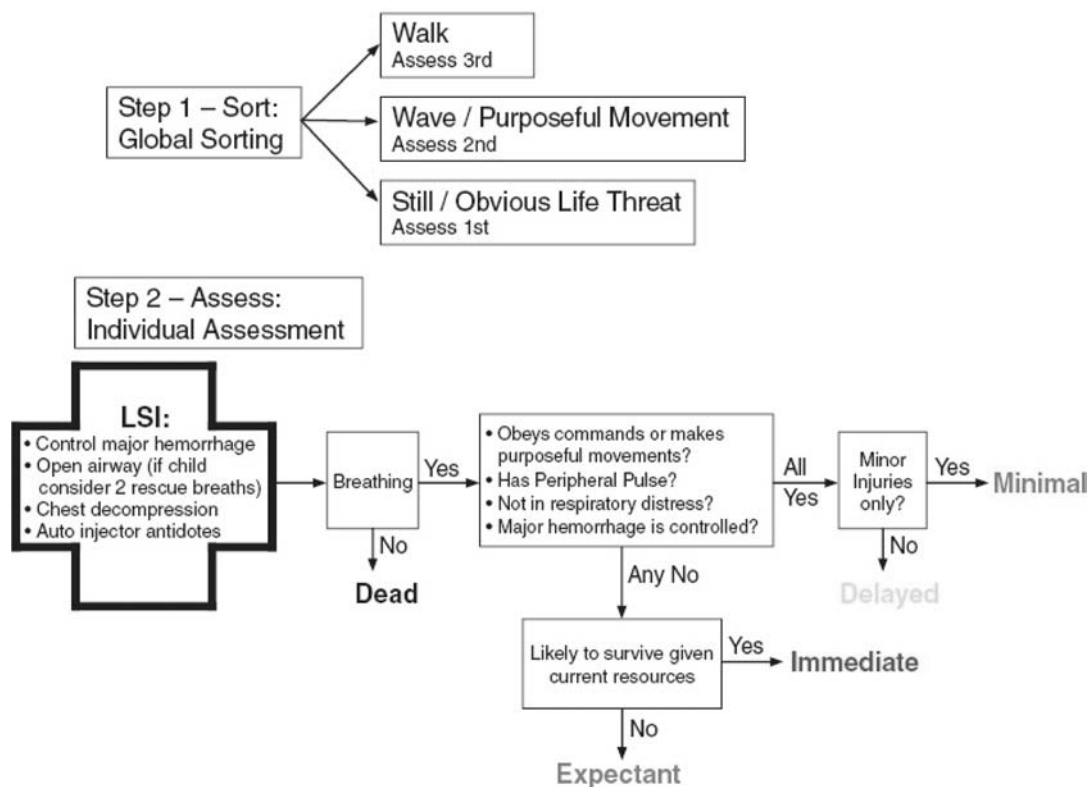 Walk
Assess 3rd
Step 1 – Sort:
Global Sorting
Wave / Purposeful Movement
Assess 2nd
Still / Obvious Life Threat
Assess 1st
Step 2 – Assess:
Individual Assessment
LSI:
• Control major hemorrhage
• Open airway (if child
consider 2 rescue breaths)
• Chest decompression
• Auto injector antidotes
Breathing
Yes
No
Dead
• Obeys commands or makes
purposeful movements?
• Has Peripheral Pulse?
• Not in respiratory distress?
• Major hemorrhage is controlled?
All
Yes
Minor
Injuries
only?
Yes
Minimal
No
Delayed
Any No
Likely to survive given
current resources
Yes
Immediate
No
Expectant